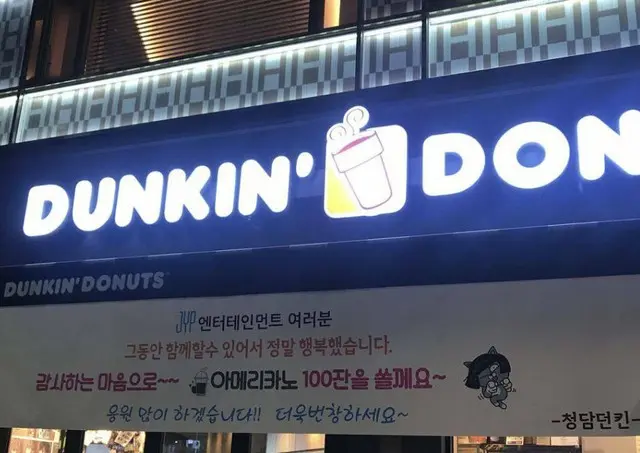 DUNKIN' DON
DUNKIN' DONUTS
JYP 엔터테인먼트 여러분
그동안 함께할수 있어서 정말 행복했습니다.
감사하는 마음으로~~ 아메리카노 100잔을 쏠께요~
응원 많이 하겠습니다!! 더욱번창하세요~
-청담던킨-